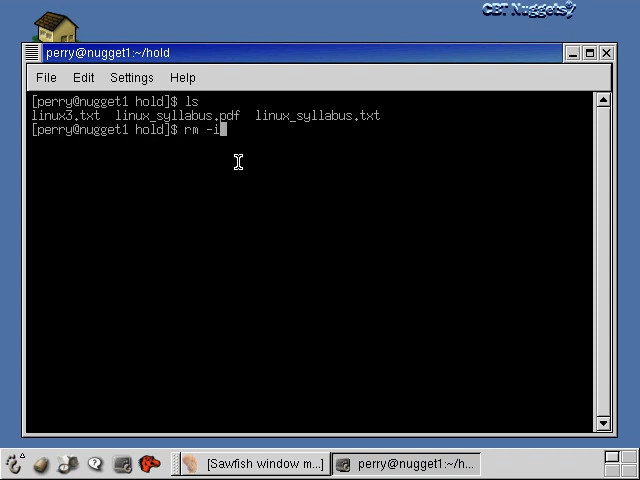 CBT Nuggets
perry@nugget1:~/hold
File Edit Settings Help
[perry@nugget1 hold]$ ls
linux3.txt linux_syllabus.pdf linux_syllabus.txt
[perry@nugget1 hold]$ rm -i
[Sawfish window m...] perry@nugget1:~/h...